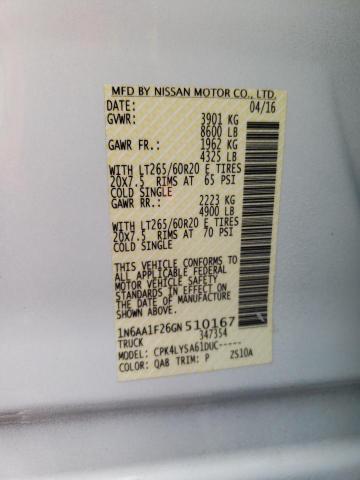 MFD BY NISSAN MOTOR CO., LTD.
DATE: 04/16
GVWR: 3901 KG
8600 LB
GAWR FR.: 1962 KG
4325 LB
WITH LT265/60R20 E TIRES
20X7.5 RIMS AT 65 PSI
COLD SINGLE
GAWR RR.: 2223 KG
4900 LB
WITH LT265/60R20 E TIRES
20X7.5 RIMS AT 70 PSI
COLD SINGLE
THIS VEHICLE CONFORMS TO
ALL APPLICABLE FEDERAL
MOTOR VEHICLE SAFETY
STANDARDS IN EFFECT ON
THE DATE OF MANUFACTURE
SHOWN ABOVE.
1N6AA1F26GN510167
TRUCK 347354
MODEL: CPK4LYSA61DUC-----
COLOR: QAB TRIM: P ZS10A